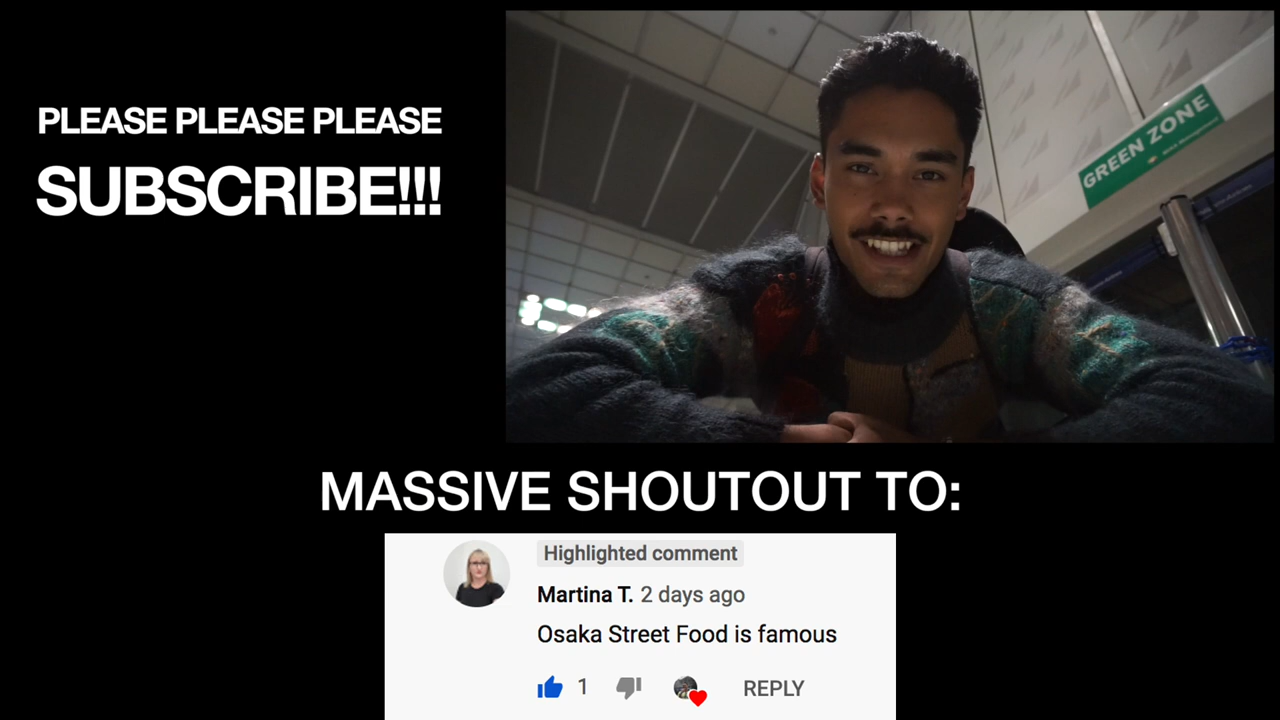 PLEASE PLEASE PLEASE
SUBSCRIBE!!!
GREEN ZONE
MASSIVE SHOUTOUT TO:
Highlighted comment
Martina T. 2 days ago
Osaka Street Food is famous
1
REPLY